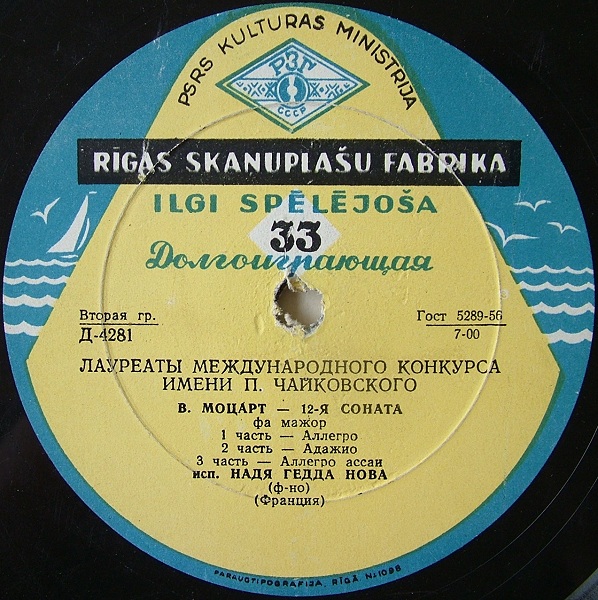 PSRS KULTURAS MINISTRIJA
РЗГ
СССР
RĪGAS SKAŅUPLAŠU FABRIKA
ILGI SPĒLĒJOŠA
33
Долгоиграющая
Вторая гр. Гост 5289-56
Д-4281 7-00
ЛАУРЕАТЫ МЕЖДУНАРОДНОГО КОНКУРСА
ИМЕНИ П. ЧАЙКОВСКОГО
В. МОЦАРТ — 12-Я СОНАТА
фа мажор
1 часть — Аллегро
2 часть — Адажио
3 часть — Аллегро ассаи
исп. НАДЯ ГЕДДА НОВА
(ф-но)
(Франция)
PARAUGTIPOGRAFIJA, RĪGĀ №1098